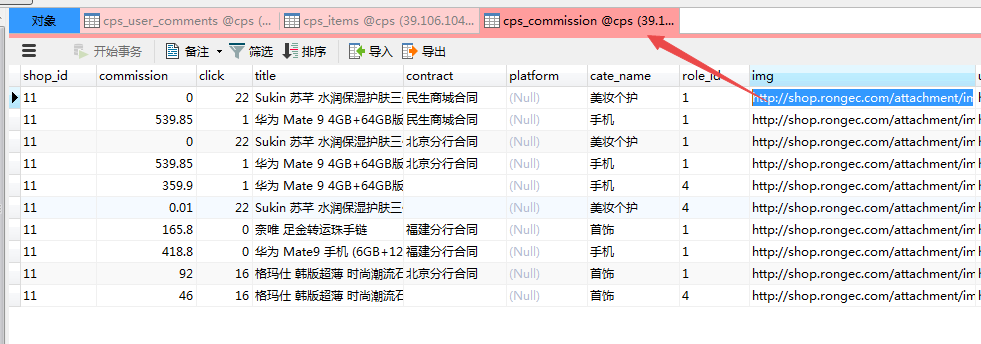 对象 cps_user_comments @cps (... cps_items @cps (39.106.104... cps_commission @cps (39.1...
开始事务 备注 筛选 排序 导入 导出
shop_id commission click title contract platform cate_name role_id img
11 0 22 Sukin 苏芊 水润保湿护肤三 民生商城合同 (Null) 美妆个护 1 http://shop.rongec.com/attachment/im
11 539.85 1 华为 Mate 9 4GB+64GB版 民生商城合同 (Null) 手机 1 http://shop.rongec.com/attachment/im
11 0 22 Sukin 苏芊 水润保湿护肤三 北京分行合同 (Null) 美妆个护 1 http://shop.rongec.com/attachment/im
11 539.85 1 华为 Mate 9 4GB+64GB版 北京分行合同 (Null) 手机 1 http://shop.rongec.com/attachment/im
11 359.9 1 华为 Mate 9 4GB+64GB版 (Null) 手机 4 http://shop.rongec.com/attachment/im
11 0.01 22 Sukin 苏芊 水润保湿护肤三 (Null) 美妆个护 4 http://shop.rongec.com/attachment/im
11 165.8 0 奈唯 足金转运珠手链 福建分行合同 (Null) 首饰 1 http://shop.rongec.com/attachment/im
11 418.8 0 华为 Mate9 手机 (6GB+12 福建分行合同 (Null) 手机 1 http://shop.rongec.com/attachment/im
11 92 16 格玛仕 韩版超薄 时尚潮流石 北京分行合同 (Null) 首饰 1 http://shop.rongec.com/attachment/im
11 46 16 格玛仕 韩版超薄 时尚潮流石 (Null) 首饰 4 http://shop.rongec.com/attachment/im